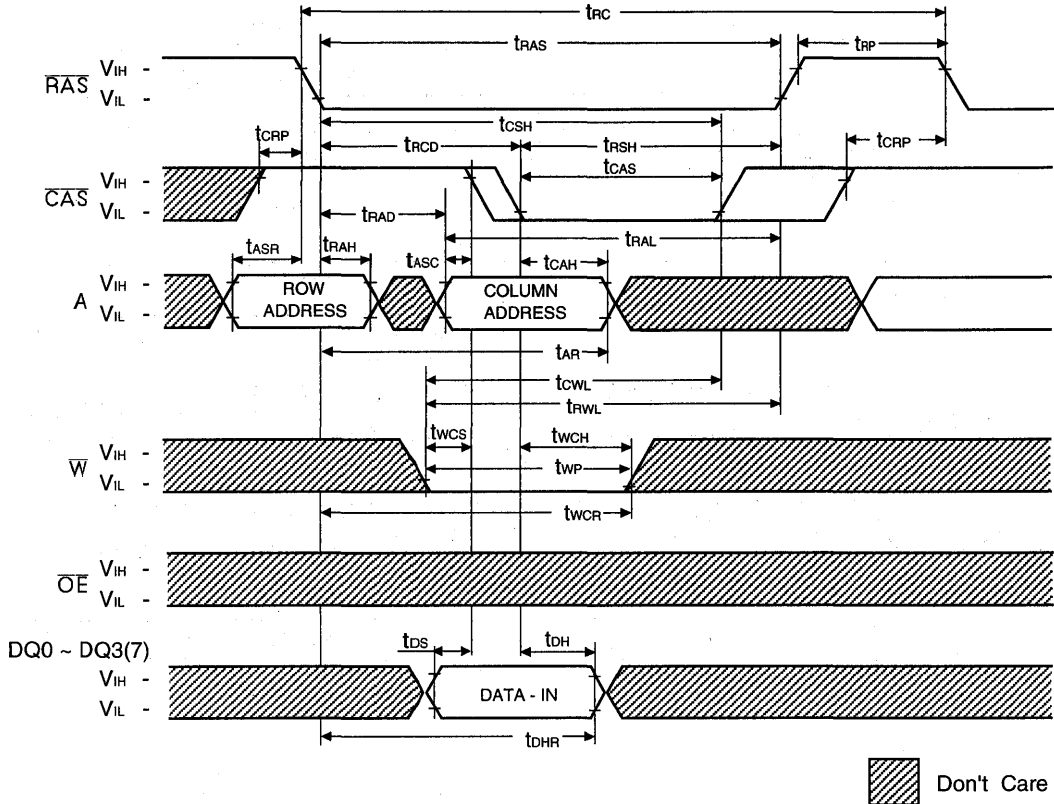 tRC
tRAS
tRP
RAS
VIH -
VIL -
tCSH
tCRP
tRCD
tRSH
tCRP
tCAS
CAS
VIH -
VIL -
tRAD
tRAL
tASR
tRAH
tASC
tCAH
A
VIH -
VIL -
ROW
ADDRESS
COLUMN
ADDRESS
tAR
tCWL
tRWL
tWCS
tWCH
W
VIH -
VIL -
tWP
tWCR
OE
VIH -
VIL -
DQ0 ~ DQ3(7)
tDS
tDH
VIH -
VIL -
DATA - IN
tDHR
Don't Care